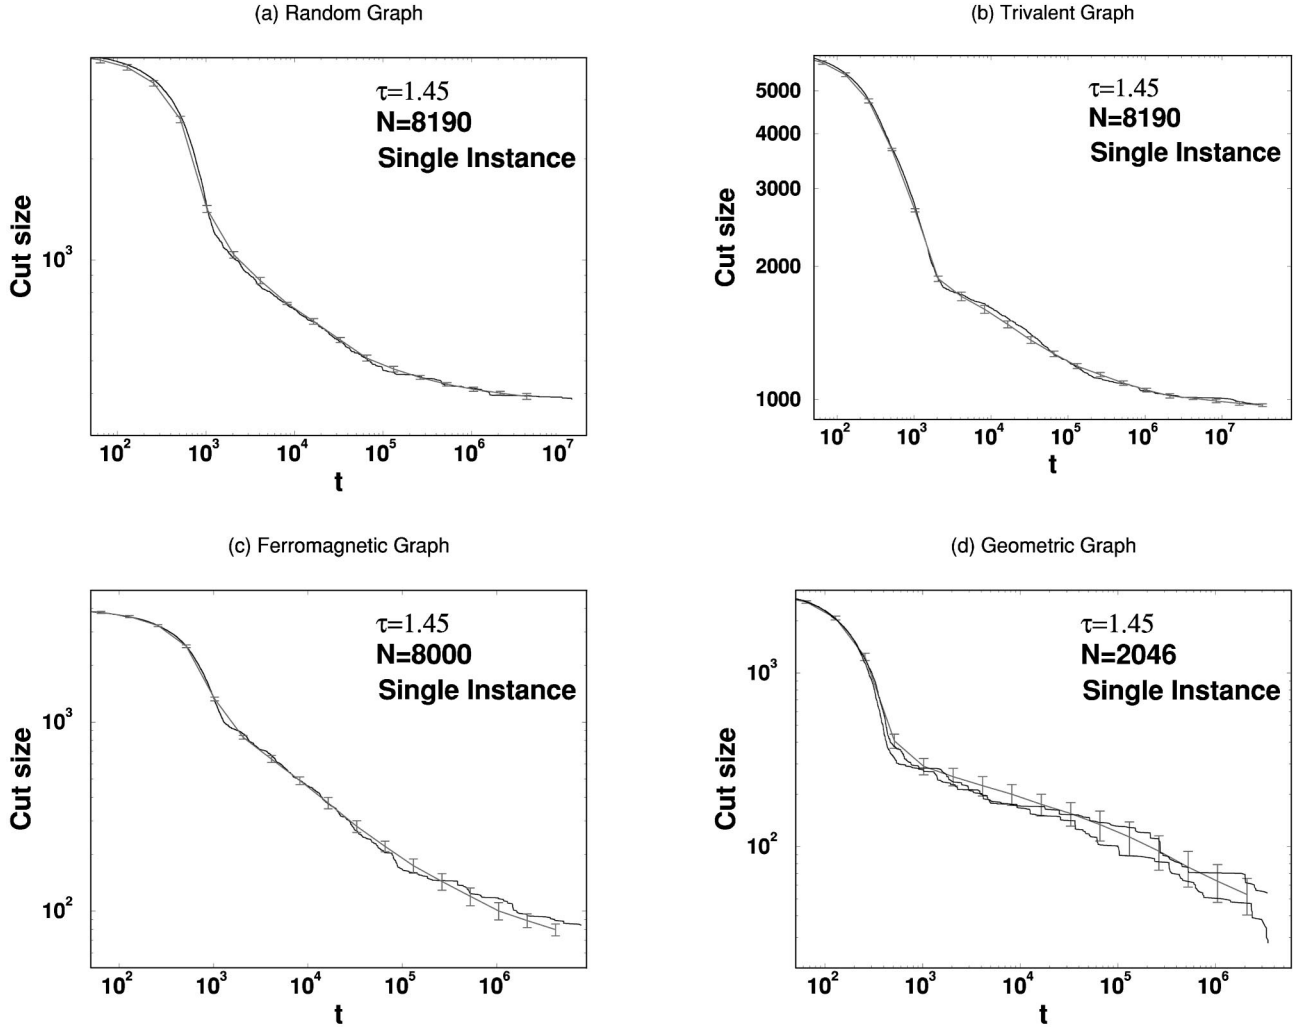 (a) Random Graph
τ=1.45
N=8190
Single Instance
Cut size
10³
10² 10³ 10⁴ 10⁵ 10⁶ 10⁷
t
(b) Trivalent Graph
τ=1.45
N=8190
Single Instance
Cut size
5000
4000
3000
2000
1000
10² 10³ 10⁴ 10⁵ 10⁶ 10⁷
t
(c) Ferromagnetic Graph
τ=1.45
N=8000
Single Instance
Cut size
10³
10²
10² 10³ 10⁴ 10⁵ 10⁶
t
(d) Geometric Graph
τ=1.45
N=2046
Single Instance
Cut size
10³
10²
10² 10³ 10⁴ 10⁵ 10⁶
t